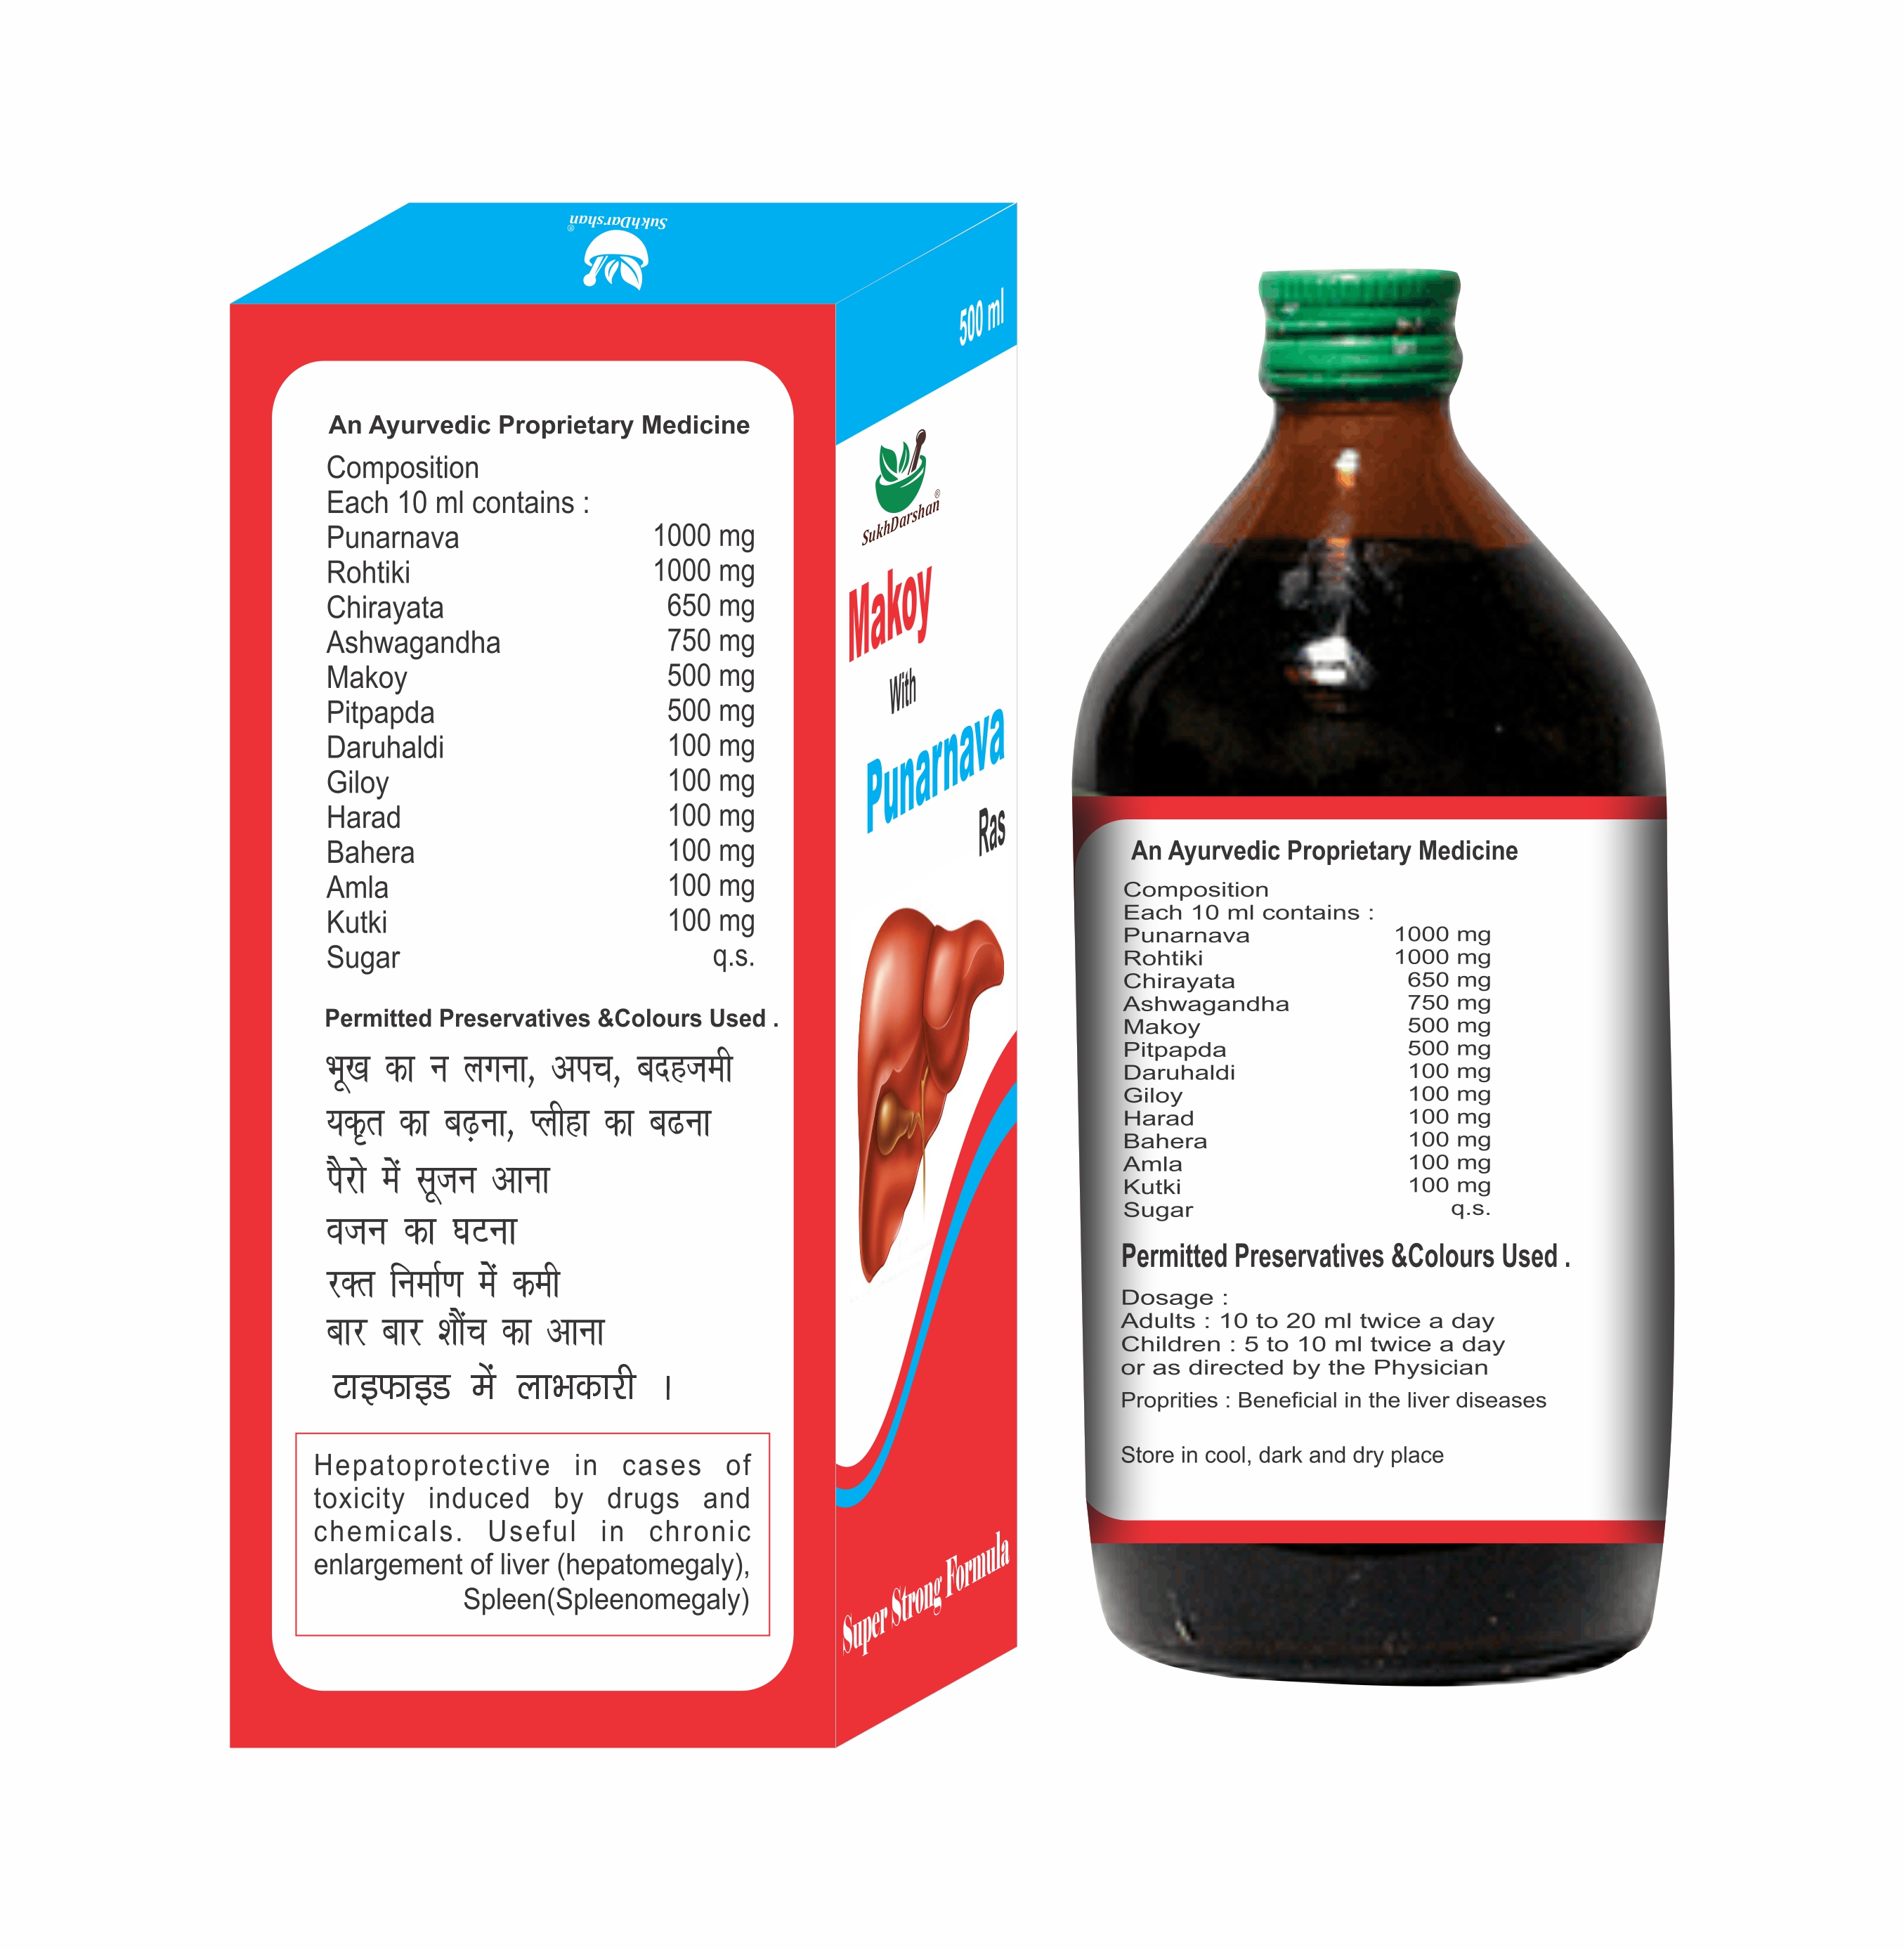 SukhDarshan®
500 ml
An Ayurvedic Proprietary Medicine
Composition
Each 10 ml contains :
Punarnava 1000 mg
Rohtiki 1000 mg
Chirayata 650 mg
Ashwagandha 750 mg
Makoy 500 mg
Pitpapda 500 mg
Daruhaldi 100 mg
Giloy 100 mg
Harad 100 mg
Bahera 100 mg
Amla 100 mg
Kutki 100 mg
Sugar q.s.
Permitted Preservatives &Colours Used .
भूख का न लगना, अपच, बदहजमी
यकृत का बढ़ना, प्लीहा का बढना
पैरो में सूजन आना
वजन का घटना
रक्त निर्माण में कमी
बार बार शौंच का आना
टाइफाइड में लाभकारी ।
Hepatoprotective in cases of
toxicity induced by drugs and
chemicals. Useful in chronic
enlargement of liver (hepatomegaly),
Spleen(Spleenomegaly)
SukhDarshan®
Makoy
With
Punarnava
Ras
Super Strong Formula
An Ayurvedic Proprietary Medicine
Composition
Each 10 ml contains :
Punarnava 1000 mg
Rohtiki 1000 mg
Chirayata 650 mg
Ashwagandha 750 mg
Makoy 500 mg
Pitpapda 500 mg
Daruhaldi 100 mg
Giloy 100 mg
Harad 100 mg
Bahera 100 mg
Amla 100 mg
Kutki 100 mg
Sugar q.s.
Permitted Preservatives &Colours Used .
Dosage :
Adults : 10 to 20 ml twice a day
Children : 5 to 10 ml twice a day
or as directed by the Physician
Proprities : Beneficial in the liver diseases
Store in cool, dark and dry place